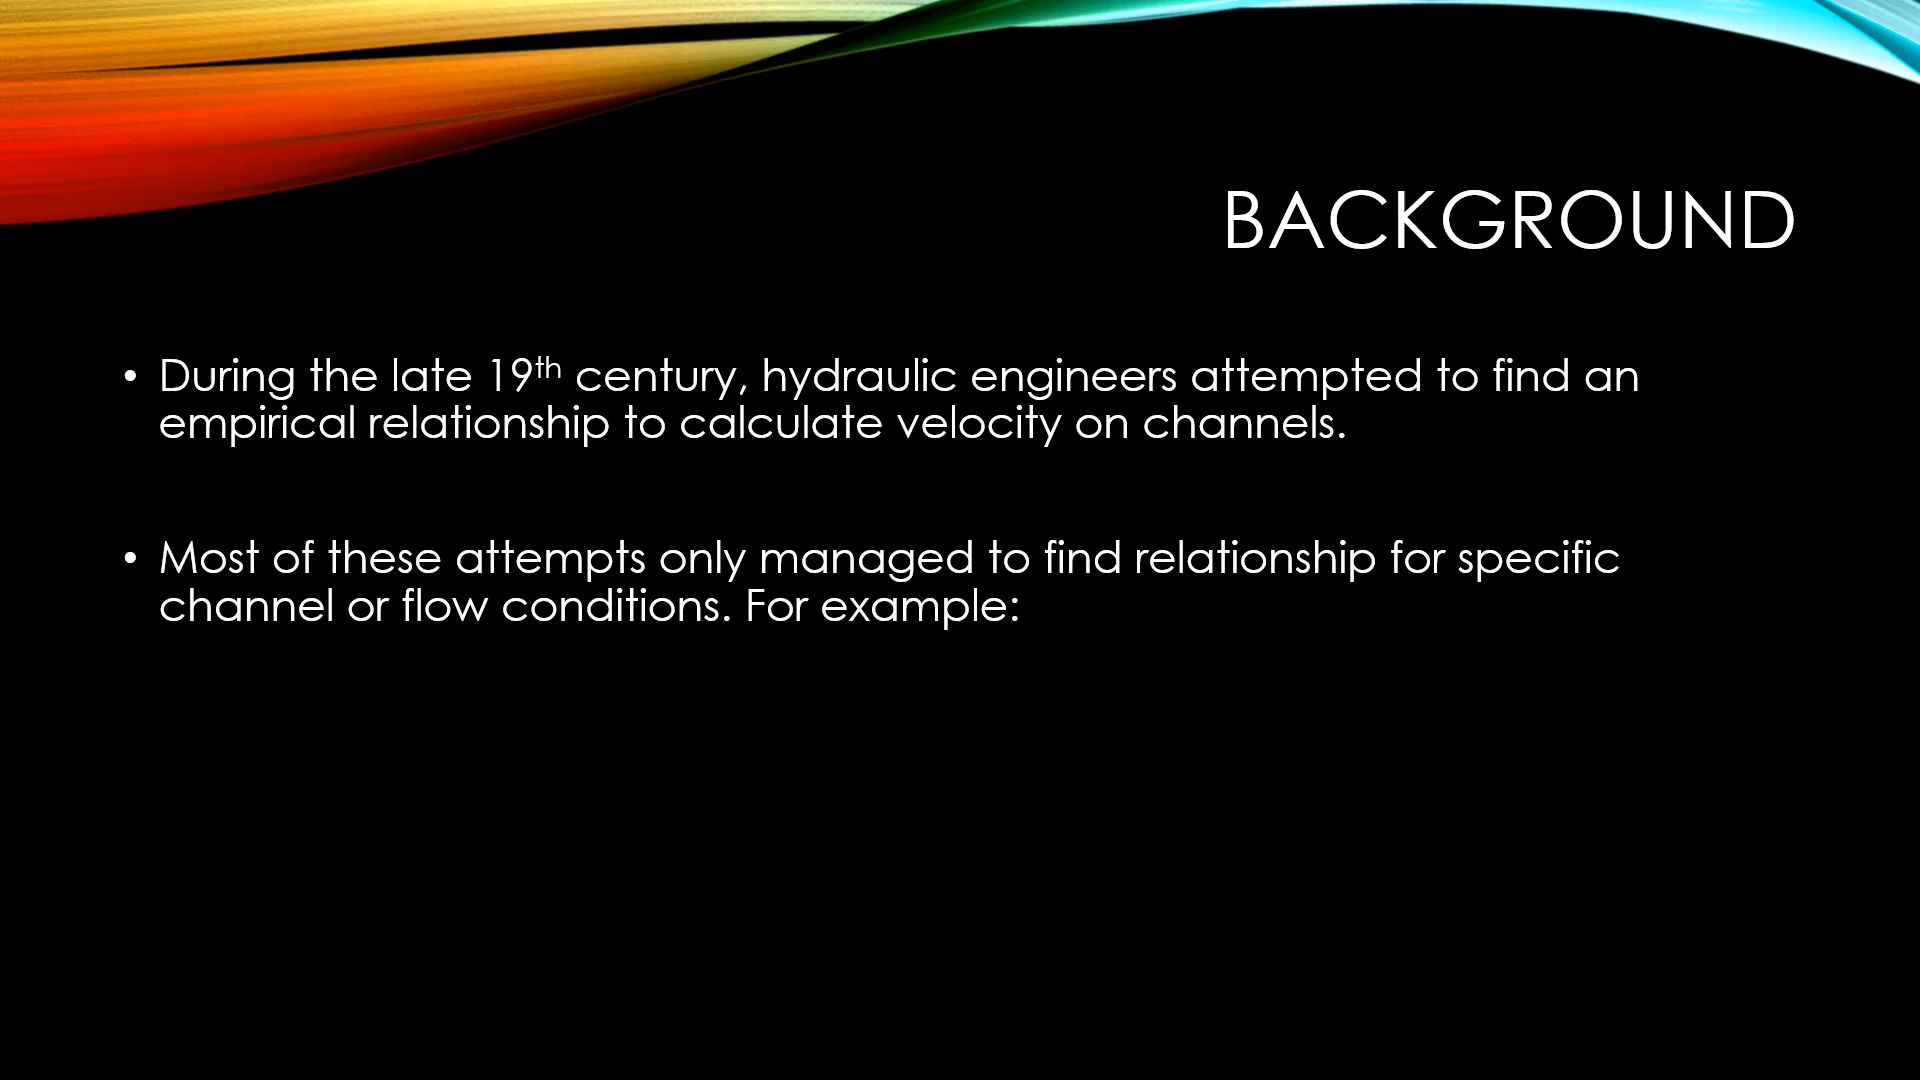 BACKGROUND
• During the late 19th century, hydraulic engineers attempted to find an
empirical relationship to calculate velocity on channels.
• Most of these attempts only managed to find relationship for specific
channel or flow conditions. For example: